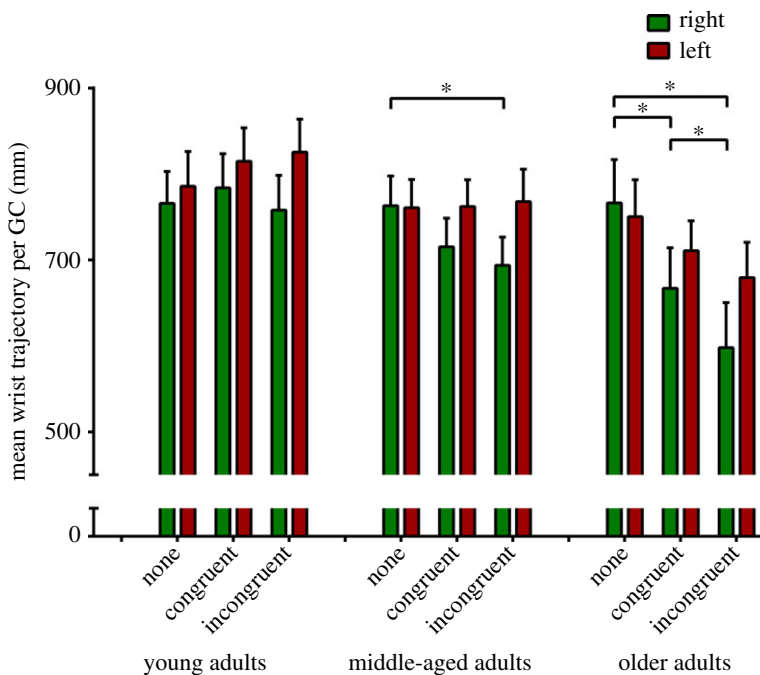 right
left
mean wrist trajectory per GC (mm)
900
700
500
0
*
*
*
*
none
congruent
incongruent
none
congruent
incongruent
none
congruent
incongruent
young adults
middle-aged adults
older adults